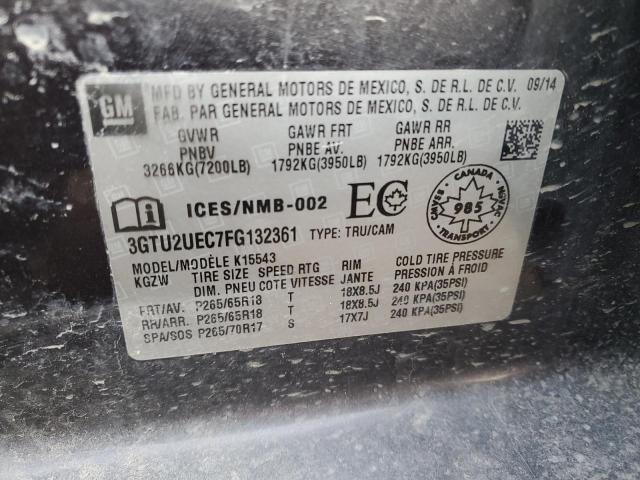 GM
MFD BY GENERAL MOTORS DE MEXICO, S. DE R.L. DE C.V. 09/14
FAB. PAR GENERAL MOTORS DE MEXICO, S. DE R.L. DE C.V.
GVWR GAWR FRT GAWR RR
PNBV PNBE AV. PNBE ARR.
3266KG(7200LB) 1792KG(3950LB) 1792KG(3950LB)
ICES/NMB-002 EC
CANADA
CMVSS NSVAC
985
3GTU2UEC7FG132361 TYPE: TRU/CAM
MODEL/MODÈLE K15543
KGZW TIRE SIZE SPEED RTG RIM COLD TIRE PRESSURE
DIM. PNEU COTE VITESSE JANTE PRESSION À FROID
FRT/AV. P265/65R18 T 18X8.5J 240 KPA(35PSI)
RR/ARR. P265/65R18 T 18X8.5J 240 KPA(35PSI)
SPA/SOS P265/70R17 S 17X7J 240 KPA(35PSI)